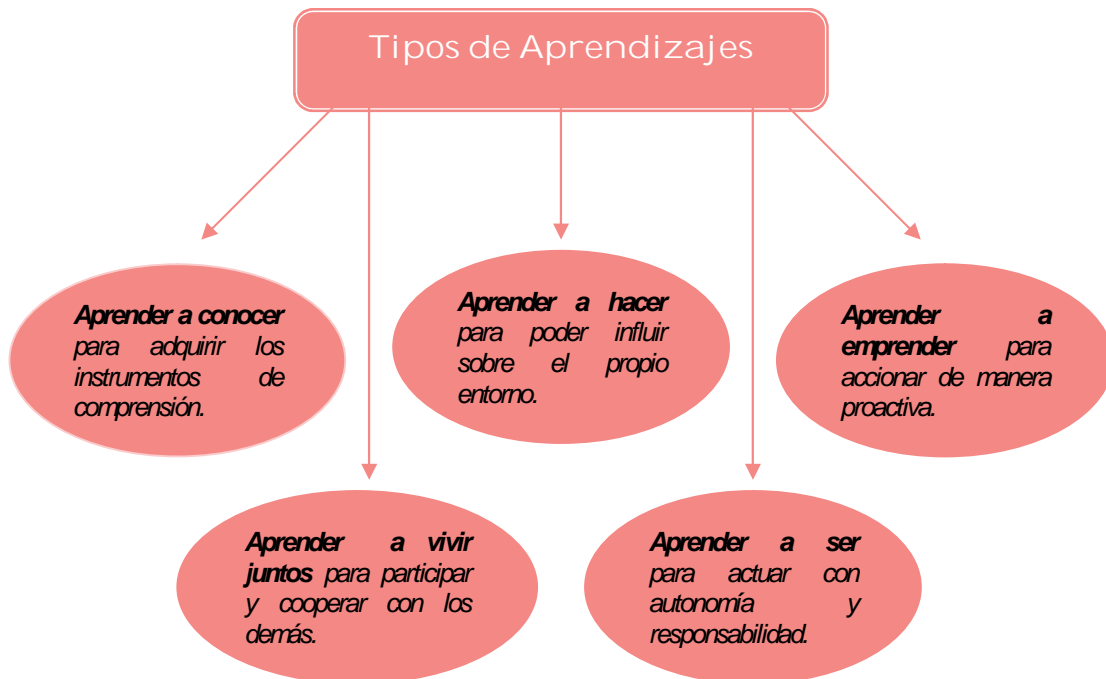 Tipos de Aprendizajes
Aprender a conocer
para adquirir los
instrumentos de
comprensión.
Aprender a hacer
para poder influir
sobre el propio
entorno.
Aprender a
emprender para
accionar de manera
proactiva.
Aprender a vivir
juntos para participar
y cooperar con los
demás.
Aprender a ser
para actuar con
autonomía y
responsabilidad.